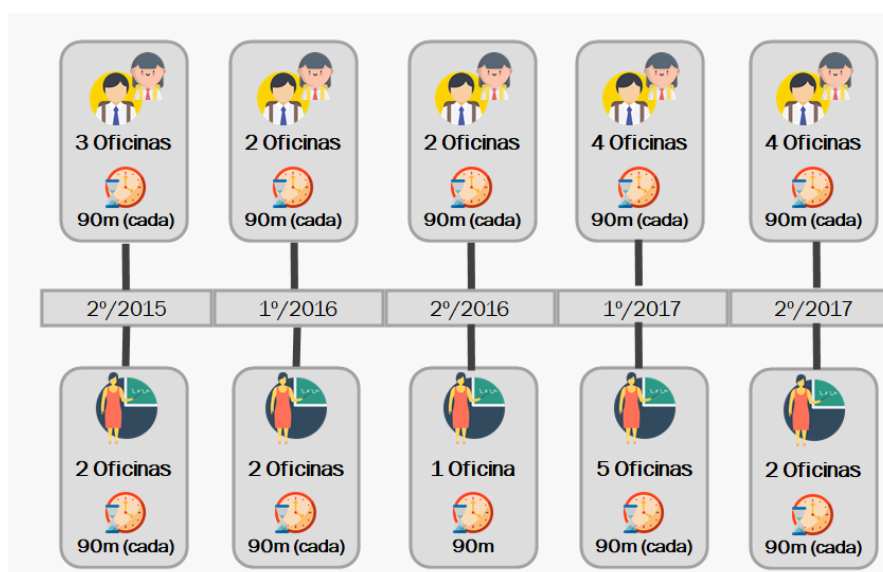 3 Oficinas
90m (cada)
2 Oficinas
90m (cada)
2 Oficinas
90m (cada)
4 Oficinas
90m (cada)
4 Oficinas
90m (cada)
2º/2015
1º/2016
2º/2016
1º/2017
2º/2017
2 Oficinas
90m (cada)
2 Oficinas
90m (cada)
1 Oficina
90m
5 Oficinas
90m (cada)
2 Oficinas
90m (cada)